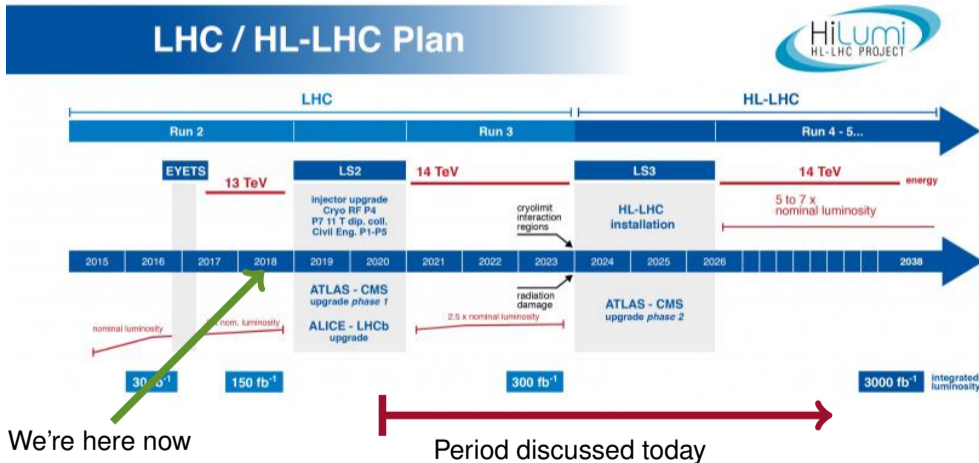 LHC / HL-LHC Plan
HiLumi
HL-LHC PROJECT
LHC
HL-LHC
Run 2
Run 3
Run 4 - 5...
EYETS
LS2
14 TeV
LS3
14 TeV
energy
13 TeV
injector upgrade
Cryo RF P4
P7 11 T dip. coll.
Civil Eng. P1-P5
cryolimit
interaction
regions
HL-LHC
installation
5 to 7 x
nominal luminosity
2015
2016
2017
2018
2019
2020
2021
2022
2023
2024
2025
2026
2038
ATLAS - CMS
upgrade phase 1
ALICE - LHCb
upgrade
radiation
damage
ATLAS - CMS
upgrade phase 2
nominal luminosity
nom. luminosity
2.5 x nominal luminosity
30 fb-1
150 fb-1
300 fb-1
3000 fb-1
integrated
luminosity
We're here now
Period discussed today